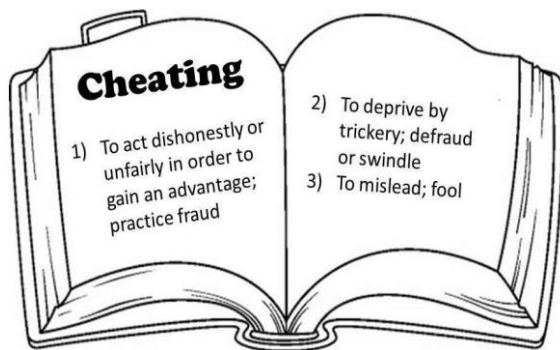 Cheating
1) To act dishonestly or
unfairly in order to
gain an advantage;
practice fraud
2) To deprive by
trickery; defraud
or swindle
3) To mislead; fool